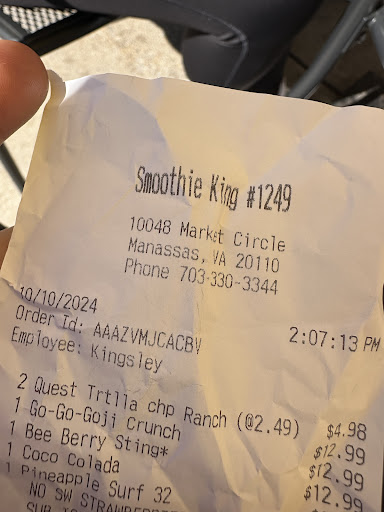 Smoothie King #1249
10048 Market Circle
Manassas, VA 20110
Phone 703-330-3344
10/10/2024 2:07:13 PM
Order Id: AAAZVMJCACBV
Employee: Kingsley
2 Quest Trtlla chp Ranch (@2.49) $4.98
1 Go-Go-Goji Crunch $12.99
1 Bee Berry Sting* $12.99
1 Coco Colada $12.99
1 Pineapple Surf 32
NO SW STRAWBERR